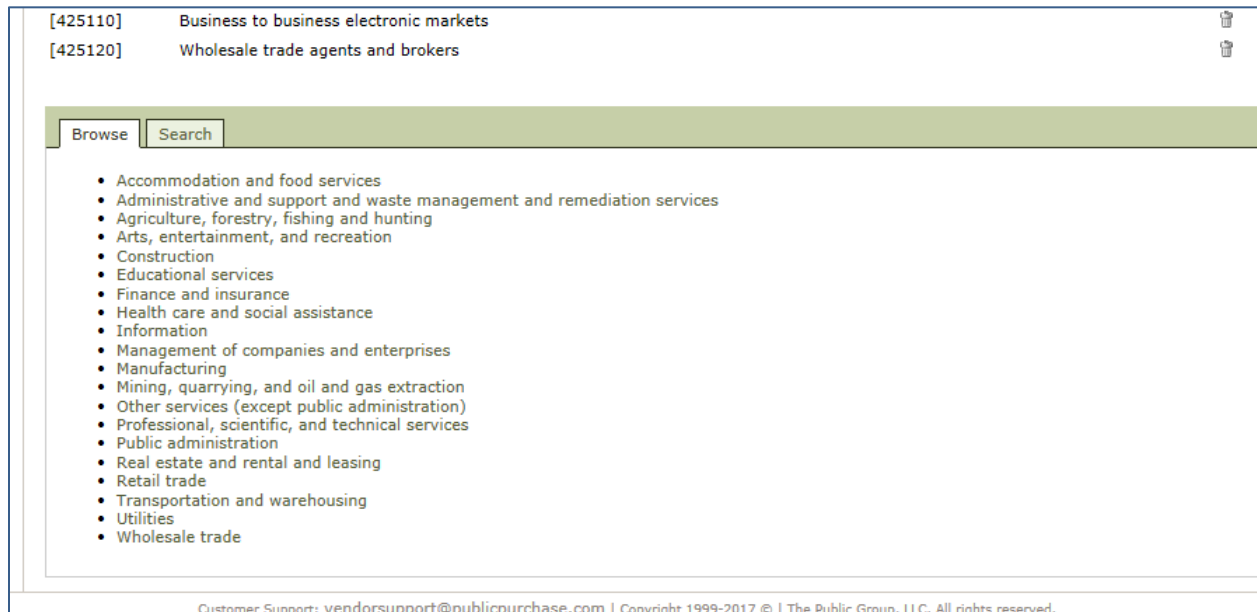 [425110] Business to business electronic markets
[425120] Wholesale trade agents and brokers
Browse Search
• Accommodation and food services
• Administrative and support and waste management and remediation services
• Agriculture, forestry, fishing and hunting
• Arts, entertainment, and recreation
• Construction
• Educational services
• Finance and insurance
• Health care and social assistance
• Information
• Management of companies and enterprises
• Manufacturing
• Mining, quarrying, and oil and gas extraction
• Other services (except public administration)
• Professional, scientific, and technical services
• Public administration
• Real estate and rental and leasing
• Retail trade
• Transportation and warehousing
• Utilities
• Wholesale trade
Customer Support: vendorsupport@publicpurchase.com | Copyright 1999-2017 © | The Public Group, LLC. All rights reserved.